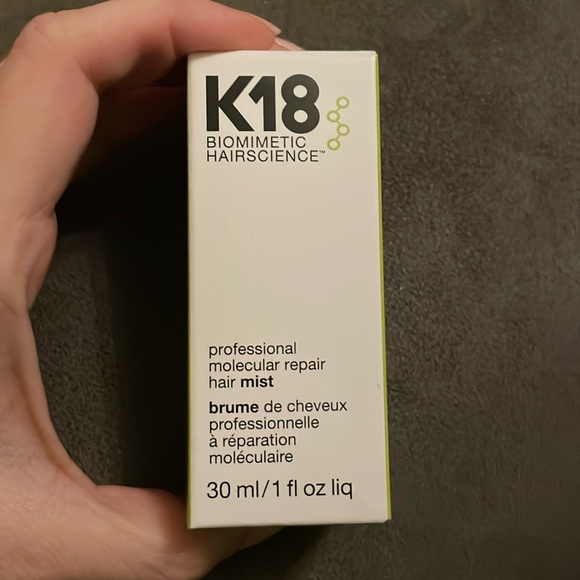 K18
BIOMIMETIC
HAIRSCIENCE™
professional
molecular repair
hair mist
brume de cheveux
professionnelle
à réparation
moléculaire
30 ml/1 fl oz liq